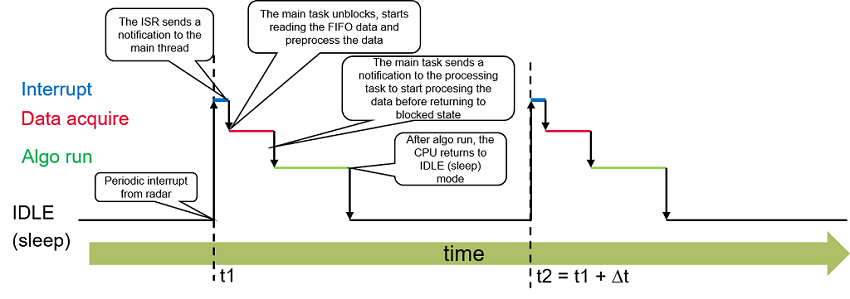 The ISR sends a
notification to the
main thread
The main task unblocks, starts
reading the FIFO data and
preprocess the data
The main task sends a
notification to the processing
task to start procesing the
data before returning to
blocked state
Interrupt
Data acquire
Algo run
After algo run, the
CPU returns to
IDLE (sleep)
mode
Periodic interrupt
from radar
IDLE
(sleep)
time
t1
t2 = t1 + Δt